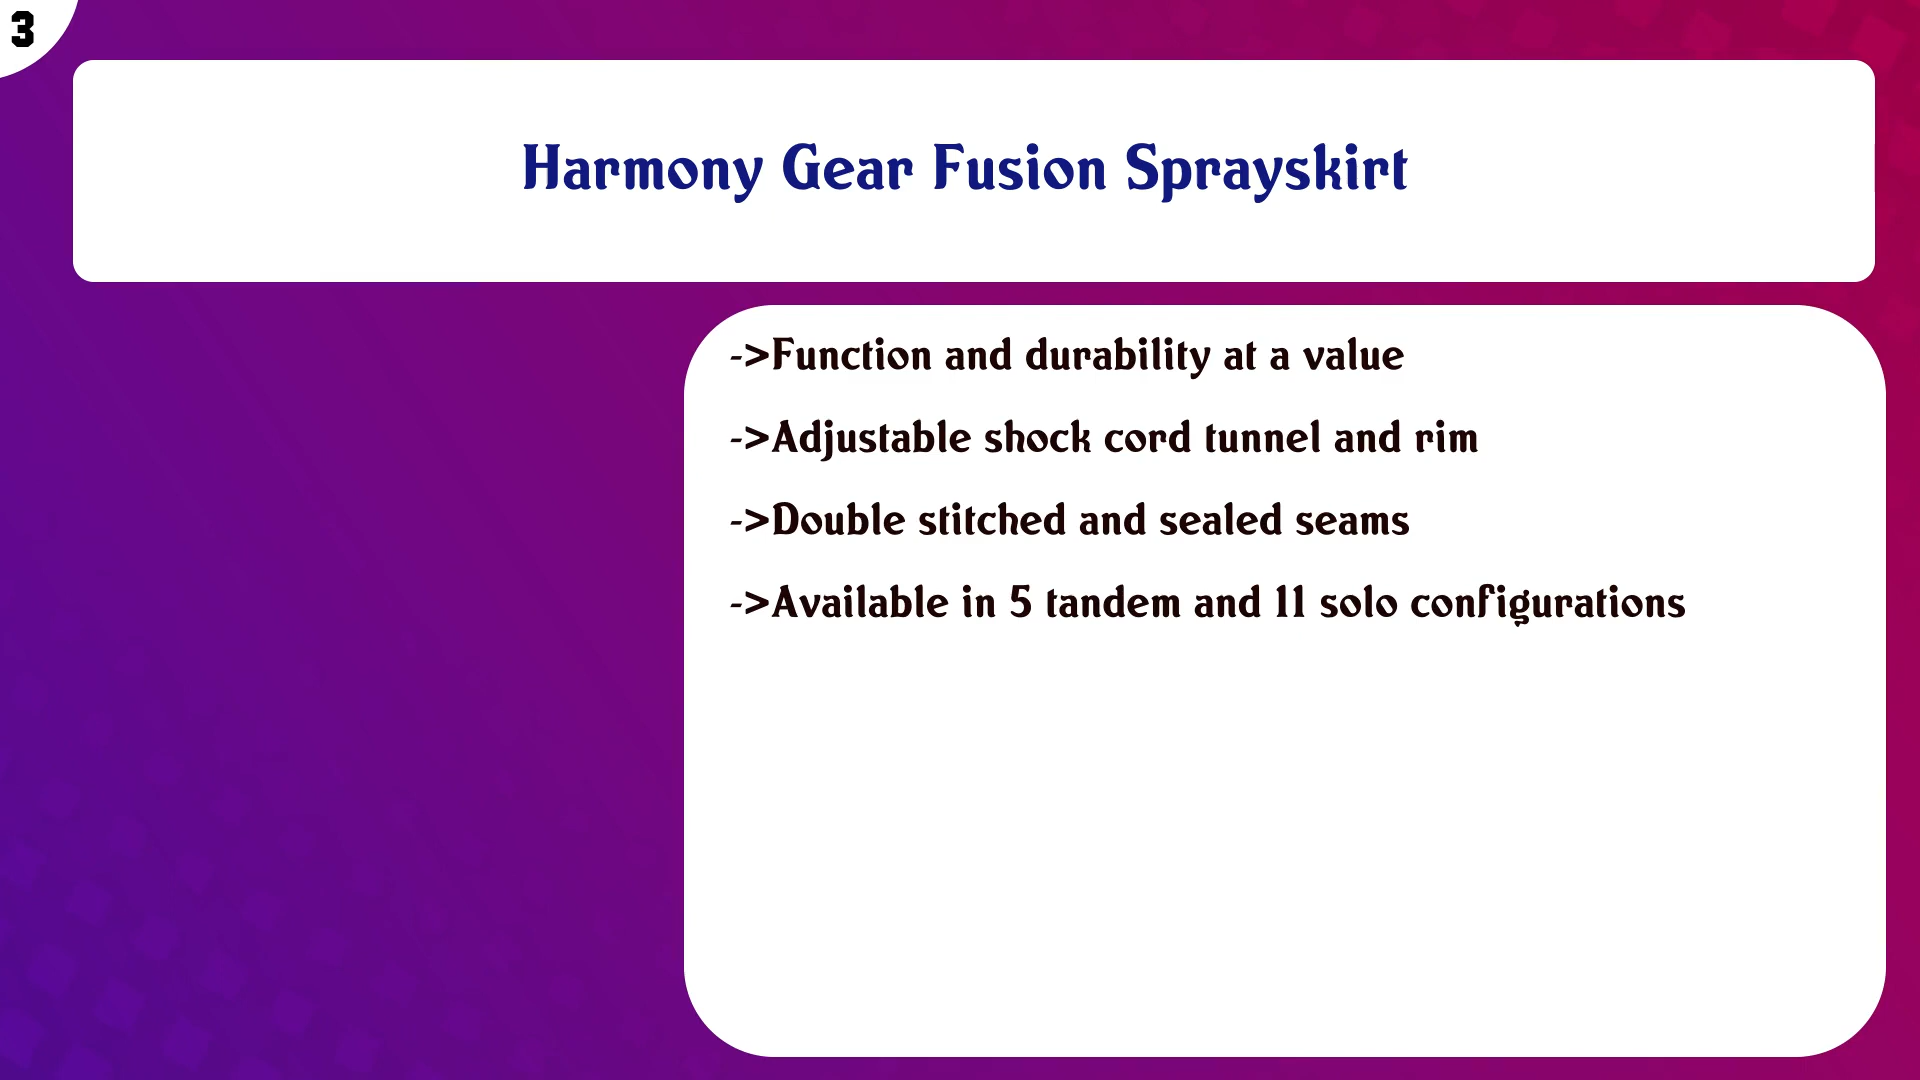 3
Harmony Gear Fusion Sprayskirt
->Function and durability at a value
->Adjustable shock cord tunnel and rim
->Double stitched and sealed seams
->Available in 5 tandem and 11 solo configurations